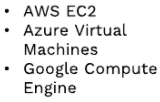 • AWS EC2
• Azure Virtual
Machines
• Google Compute
Engine